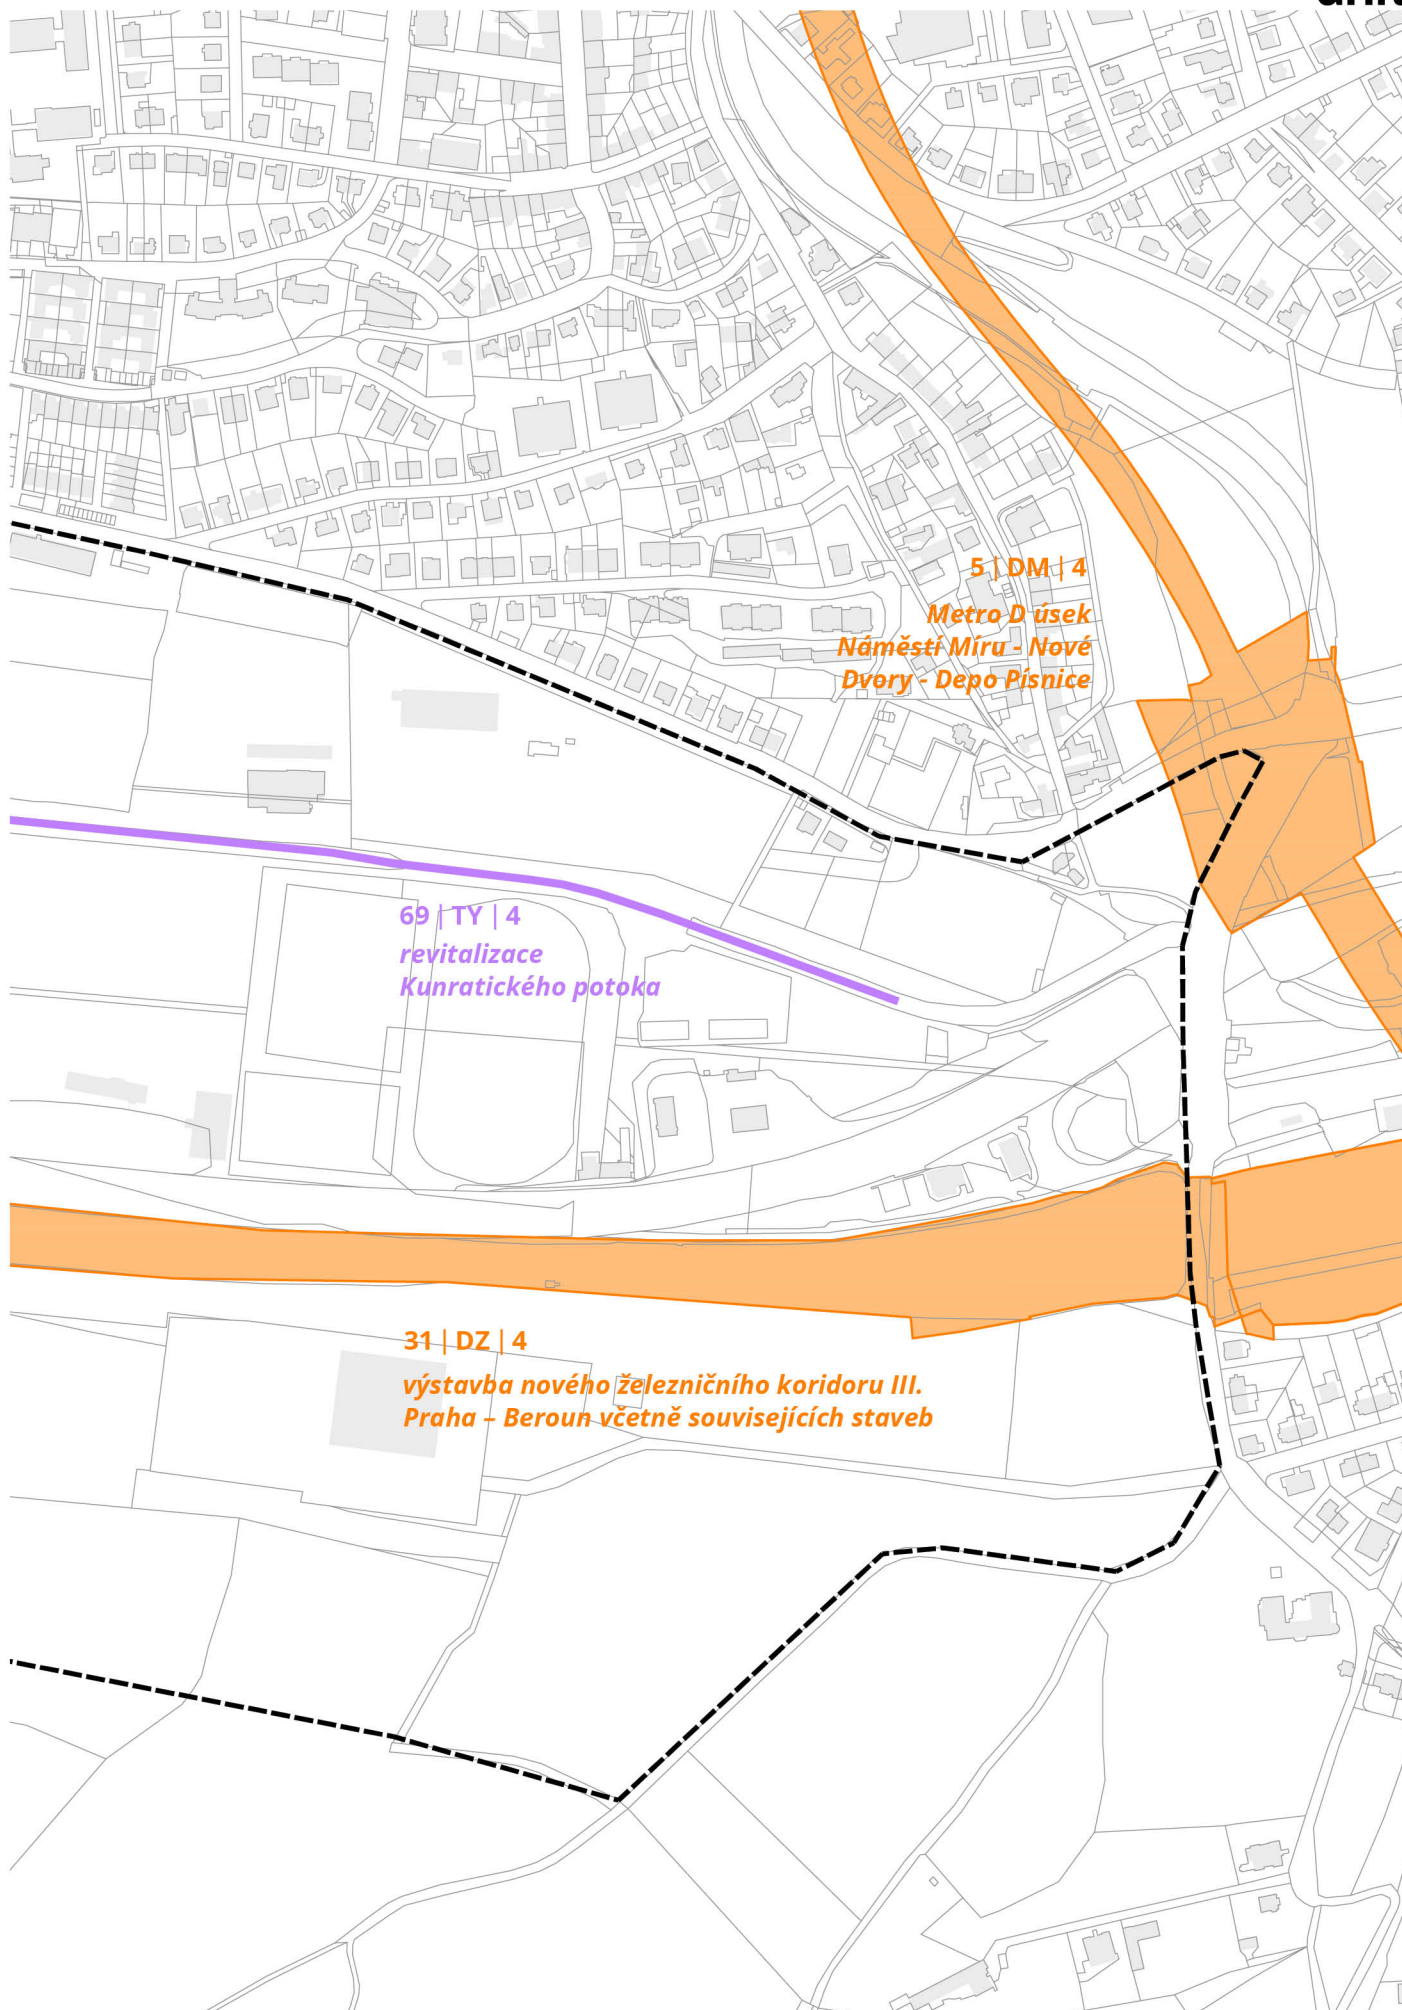 5 | DM | 4
Metro D úsek
Náměstí Míru - Nové
Dvory - Depo Písnice
69 | TY | 4
revitalizace
Kunratického potoka
31 | DZ | 4
výstavba nového železničního koridoru III.
Praha – Beroun včetně souvisejících staveb